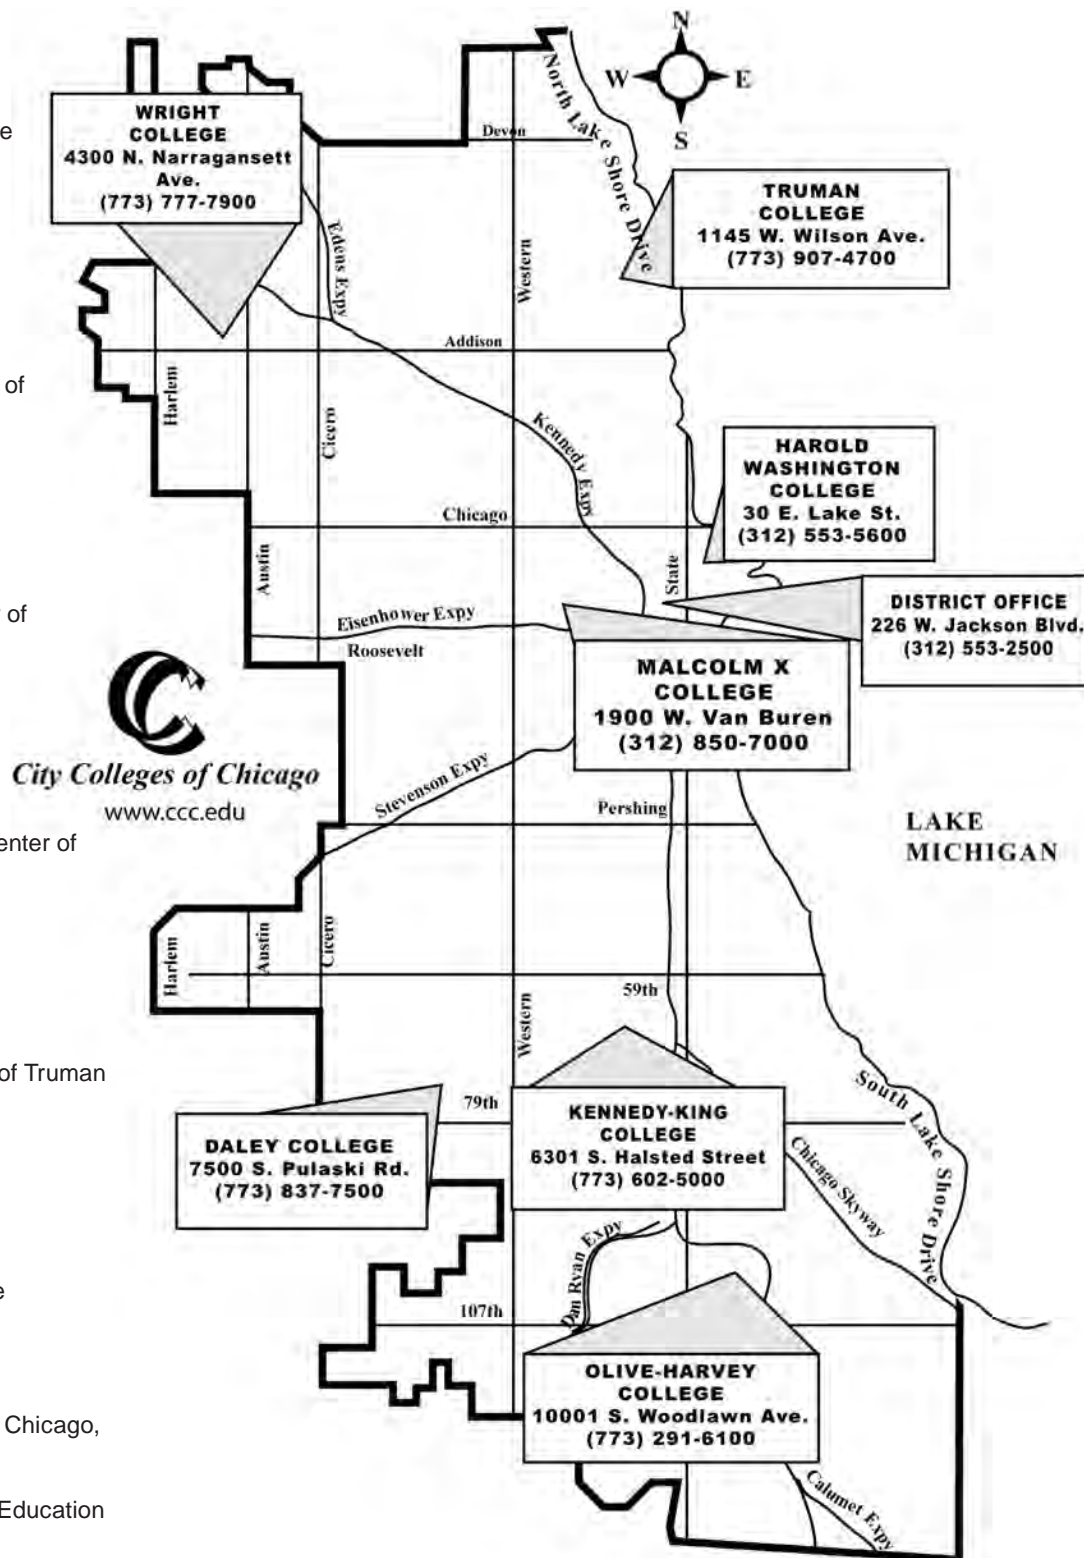 N
W
E
S
North Lake Shore Drive
WRIGHT
COLLEGE
4300 N. Narragansett
Ave.
(773) 777-7900
e
Devon
TRUMAN
COLLEGE
1145 W. Wilson Ave.
(773) 907-4700
Edens Expy
Western
Addison
Harlem
of
Cicero
Kennedy Expy
HAROLD
WASHINGTON
COLLEGE
30 E. Lake St.
(312) 553-5600
Chicago
Austin
State
of
Eisenhower Expy
Roosevelt
DISTRICT OFFICE
226 W. Jackson Blvd.
(312) 553-2500
MALCOLM X
COLLEGE
1900 W. Van Buren
(312) 850-7000
City Colleges of Chicago
www.ccc.edu
Stevenson Expy
Pershing
LAKE
MICHIGAN
enter of
Harlem
Austin
Cicero
59th
Western
of Truman
79th
South Lake Shore Drive
DALEY COLLEGE
7500 S. Pulaski Rd.
(773) 837-7500
KENNEDY-KING
COLLEGE
6301 S. Halsted Street
(773) 602-5000
Chicago Skyway
Dan Ryan Expy
e
107th
OLIVE-HARVEY
COLLEGE
10001 S. Woodlawn Ave.
(773) 291-6100
Chicago,
Calumet Expy
Education